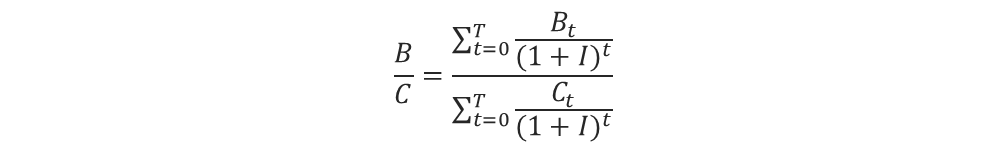 B/C = (∑_{t=0}^{T} B_t/(1 + I)^t) / (∑_{t=0}^{T} C_t/(1 + I)^t)